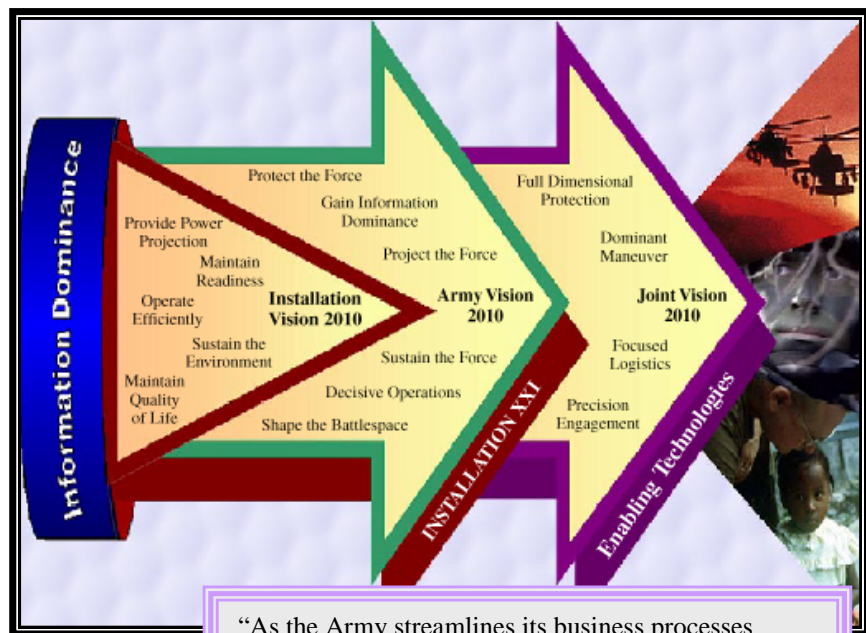 Information Dominance
Provide Power
Projection
Maintain
Readiness
Operate
Efficiently
Sustain the
Environment
Maintain
Quality
of Life
Installation
Vision 2010
Protect the Force
Gain Information
Dominance
Project the Force
Army Vision
2010
Sustain the Force
Decisive Operations
Shape the Battlespace
INSTALLATION XXI
Full Dimensional
Protection
Dominant
Maneuver
Joint Vision
2010
Focused
Logistics
Precision
Engagement
Enabling Technologies
“As the Army streamlines its business processes